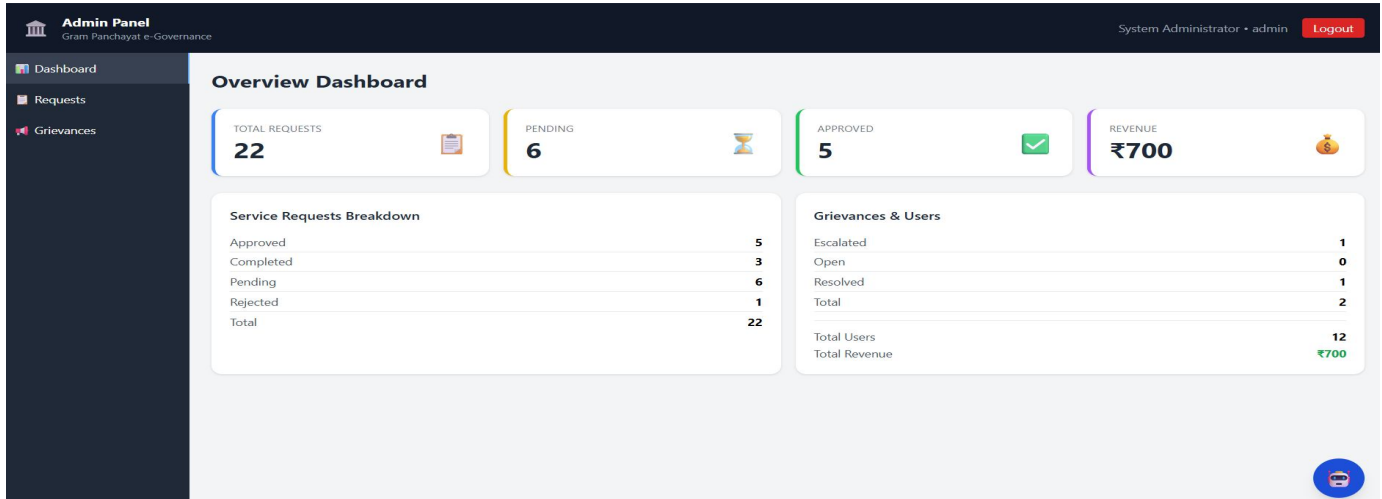 Admin Panel
Gram Panchayat e-Governance
System Administrator • admin
Logout
Dashboard
Requests
Grievances
Overview Dashboard
TOTAL REQUESTS
22
PENDING
6
APPROVED
5
REVENUE
₹700
Service Requests Breakdown
Approved 5
Completed 3
Pending 6
Rejected 1
Total 22
Grievances & Users
Escalated 1
Open 0
Resolved 1
Total 2
Total Users 12
Total Revenue ₹700